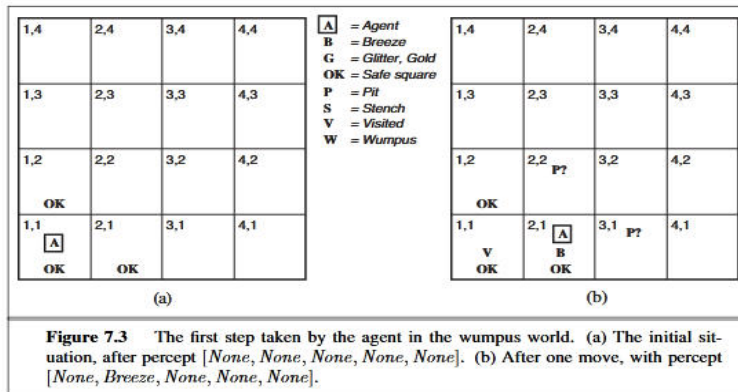 1,4 2,4 3,4 4,4
1,3 2,3 3,3 4,3
1,2 2,2 3,2 4,2
OK
1,1 2,1 3,1 4,1
A
OK OK
(a)
A = Agent
B = Breeze
G = Glitter, Gold
OK = Safe square
P = Pit
S = Stench
V = Visited
W = Wumpus
1,4 2,4 3,4 4,4
1,3 2,3 3,3 4,3
1,2 2,2 P? 3,2 4,2
OK
1,1 2,1 A 3,1 P? 4,1
V B
OK OK
(b)
Figure 7.3 The first step taken by the agent in the wumpus world. (a) The initial sit-
uation, after percept [None, None, None, None, None]. (b) After one move, with percept
[None, Breeze, None, None, None].